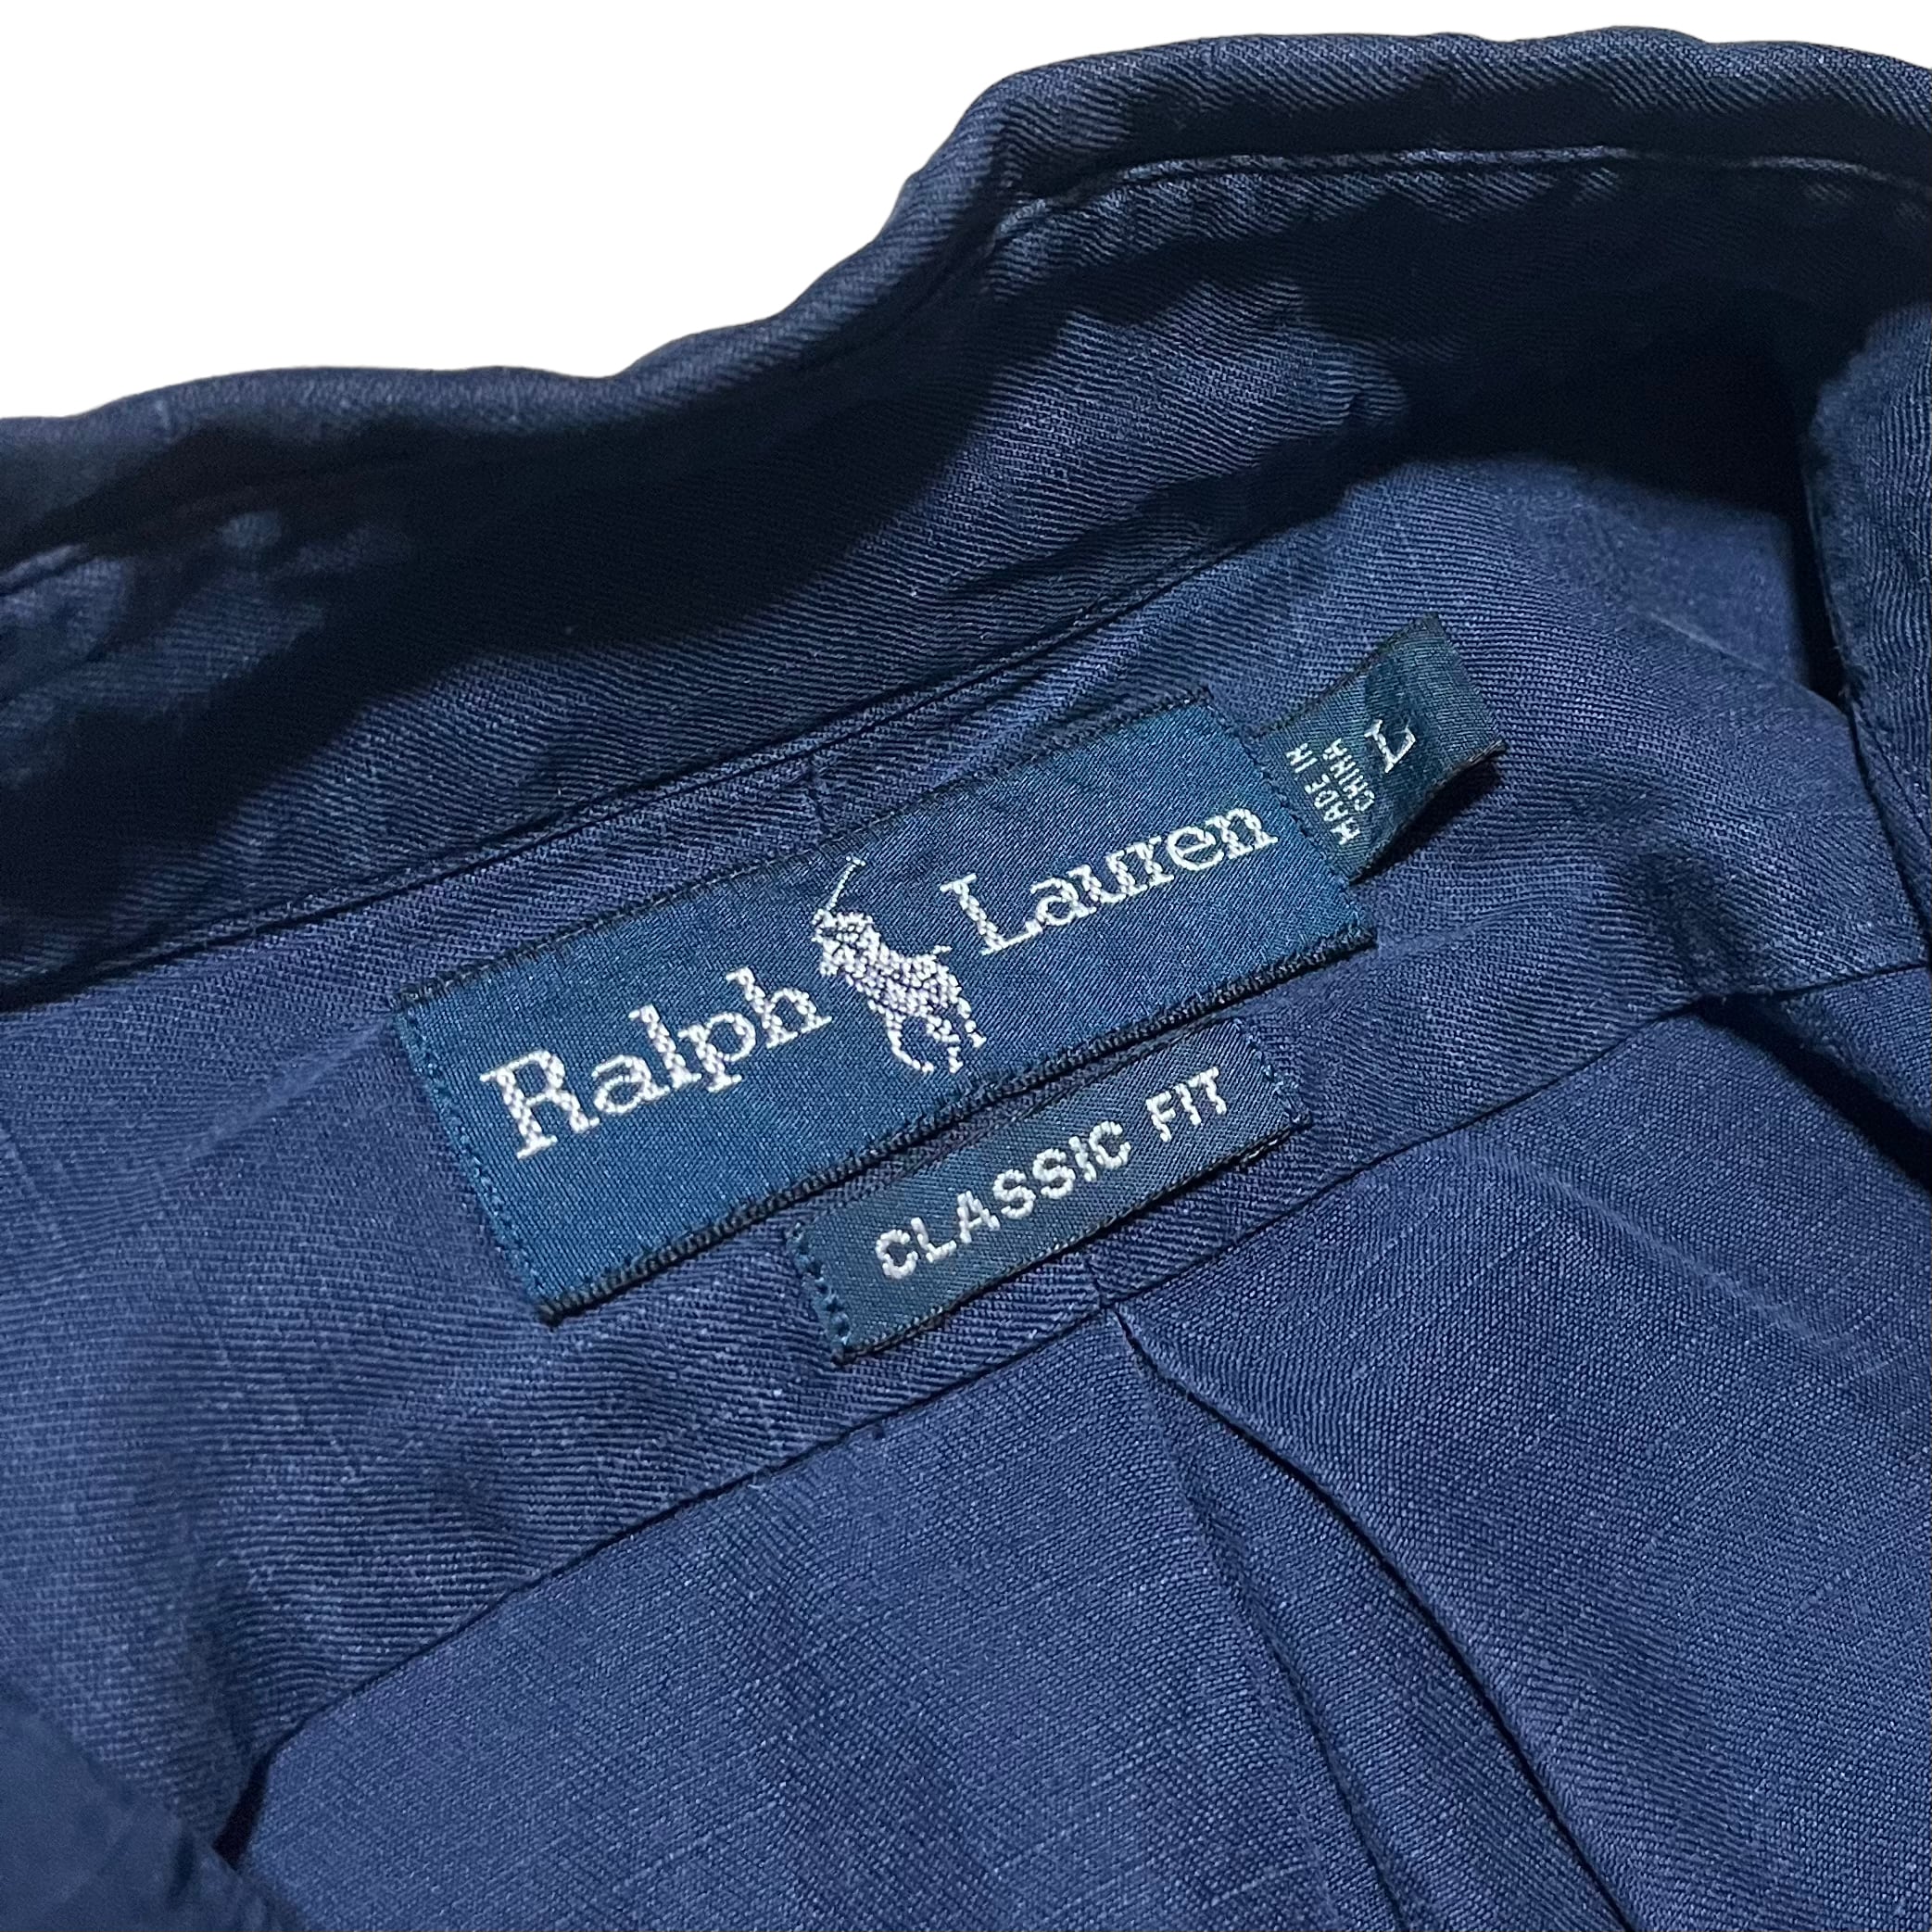 Ralph Lauren
MADE IN
CHINA
L
CLASSIC FIT